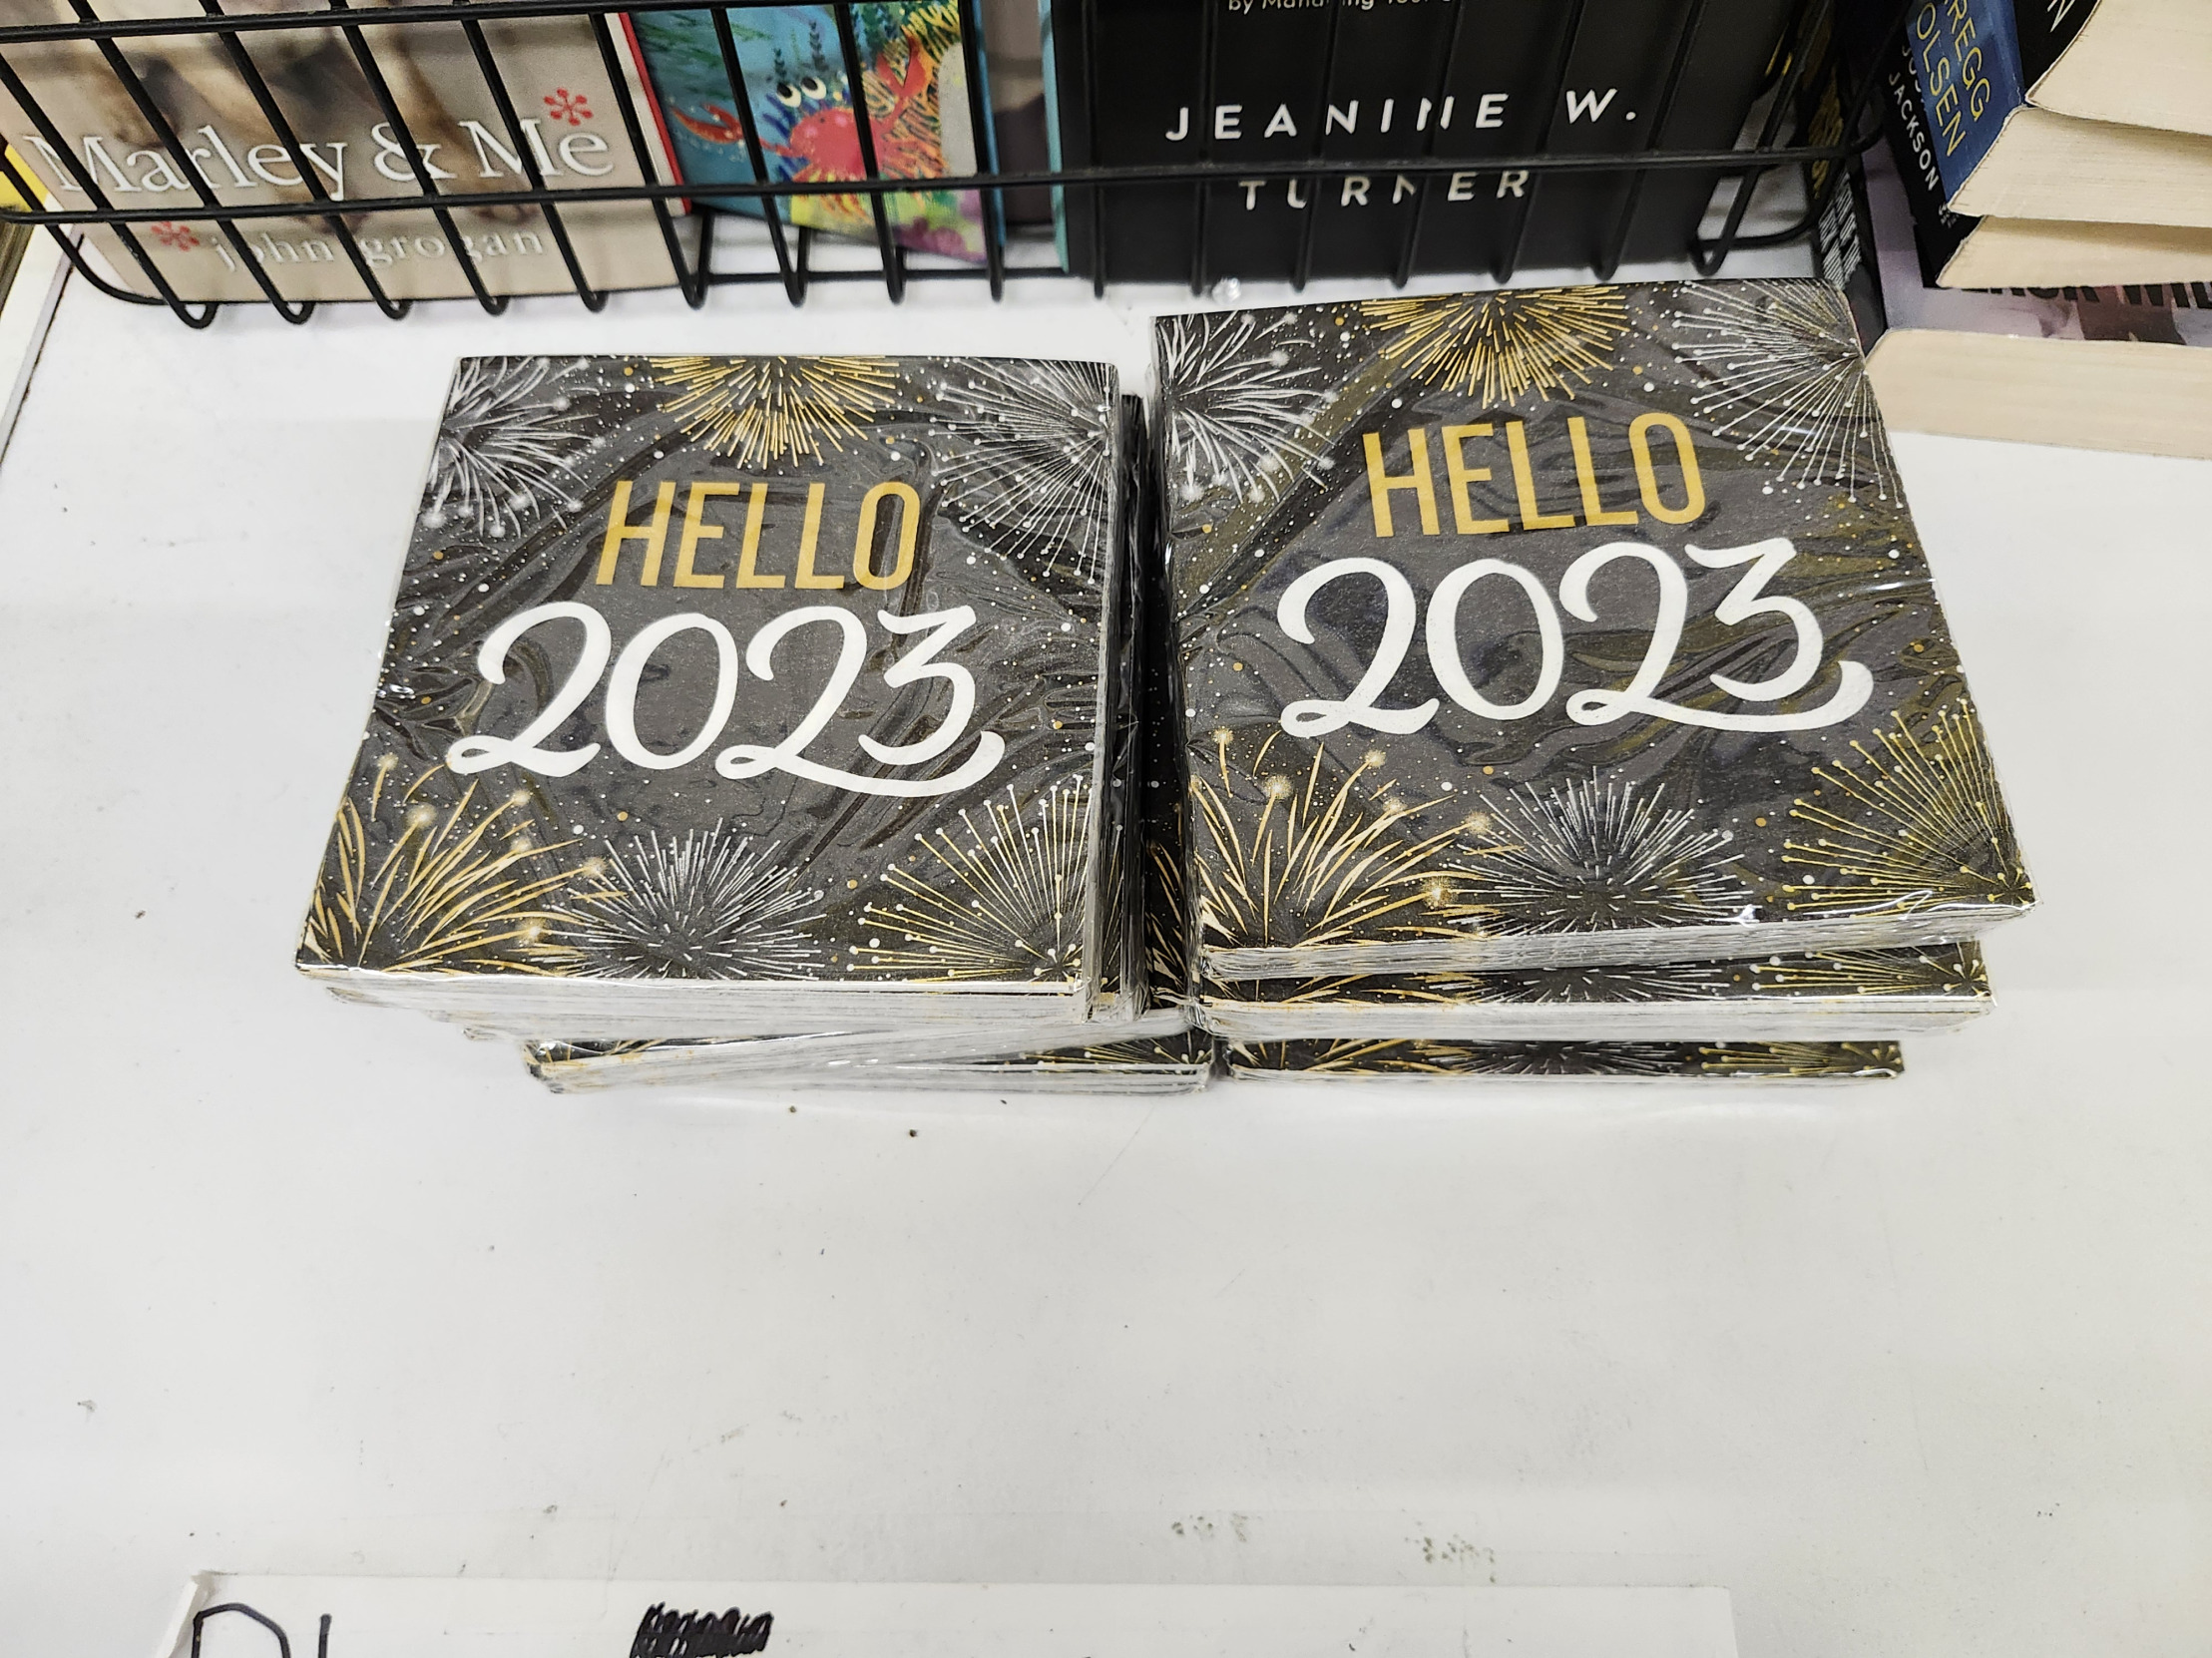 Marley & Me
john grogan
JEANINE W.
TURNER
GREGG
OLSEN
JACKSON
HELLO
2023
HELLO
2023